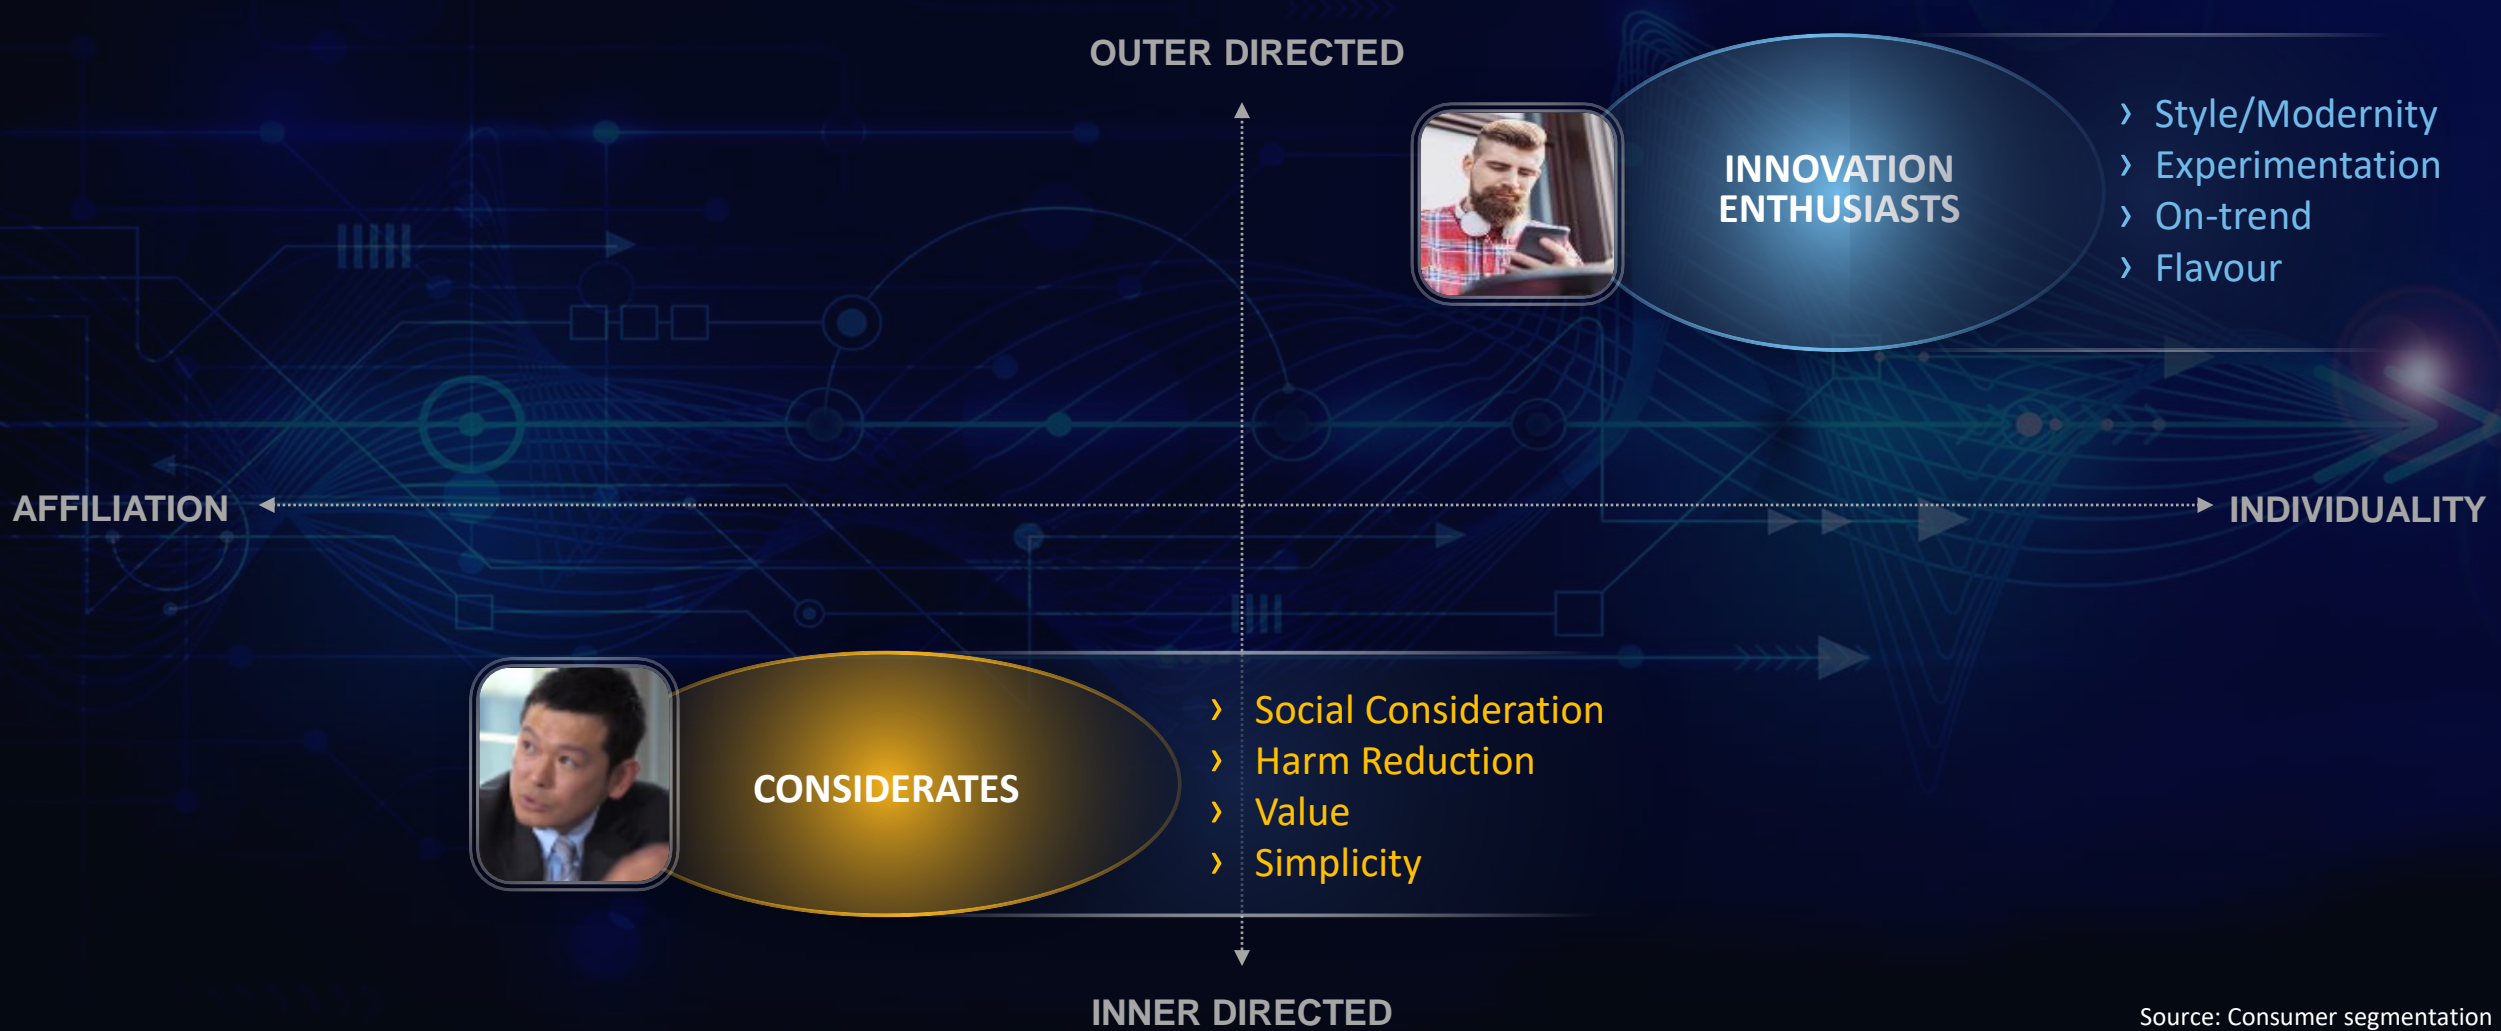 OUTER DIRECTED
INNOVATION
ENTHUSIASTS
› Style/Modernity
› Experimentation
› On-trend
› Flavour
AFFILIATION
INDIVIDUALITY
CONSIDERATES
› Social Consideration
› Harm Reduction
› Value
› Simplicity
INNER DIRECTED
Source: Consumer segmentation